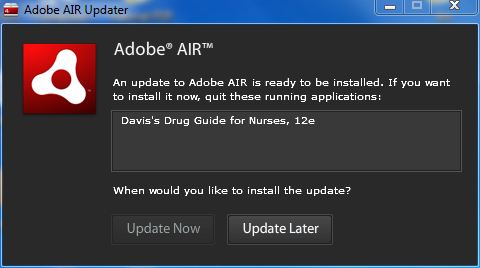 Adobe AIR Updater
Adobe® AIR™
An update to Adobe AIR is ready to be installed. If you want
to install it now, quit these running applications:
Davis's Drug Guide for Nurses, 12e
When would you like to install the update?
Update Now
Update Later